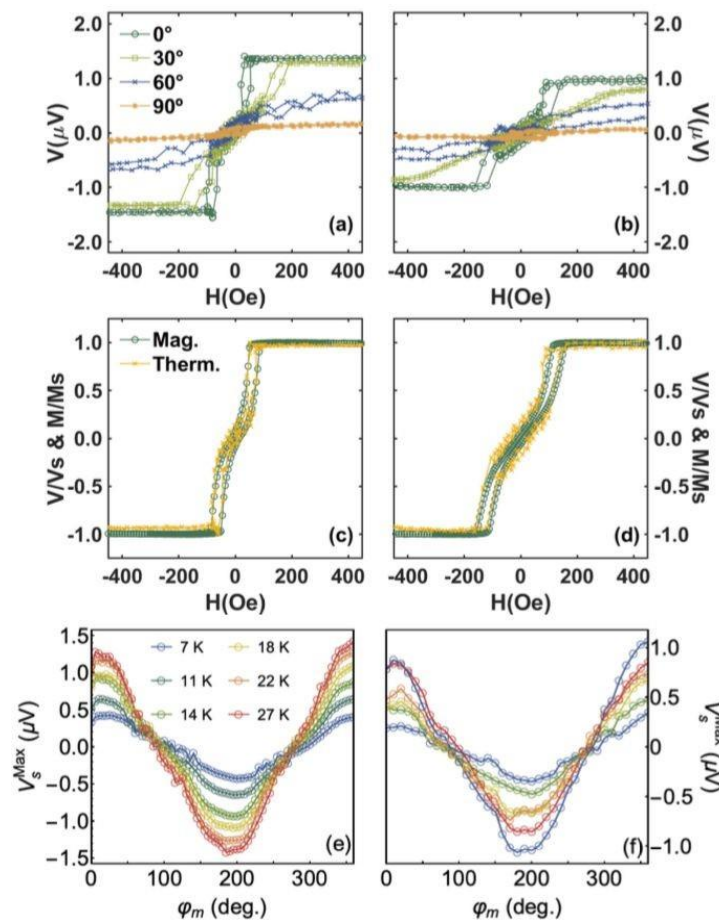 2.0
1.0
0.0
-1.0
-2.0
V(μV)
0°
30°
60°
90°
(a)
-400 -200 0 200 400
H(Oe)
2.0
1.0
0.0
-1.0
-2.0
V(μV)
(b)
-400 -200 0 200 400
H(Oe)
1.0
0.5
0.0
-0.5
-1.0
V/Vs & M/Ms
Mag.
Therm.
(c)
-400 -200 0 200 400
H(Oe)
1.0
0.5
0.0
-0.5
-1.0
V/Vs & M/Ms
(d)
-400 -200 0 200 400
H(Oe)
1.5
1.0
0.5
0.0
-0.5
-1.0
-1.5
V_s^Max (μV)
7 K 18 K
11 K 22 K
14 K 27 K
(e)
0 100 200 300
φm (deg.)
1.0
0.5
0
-0.5
-1.0
V_s^Max (μV)
(f)
0 100 200 300
φm (deg.)